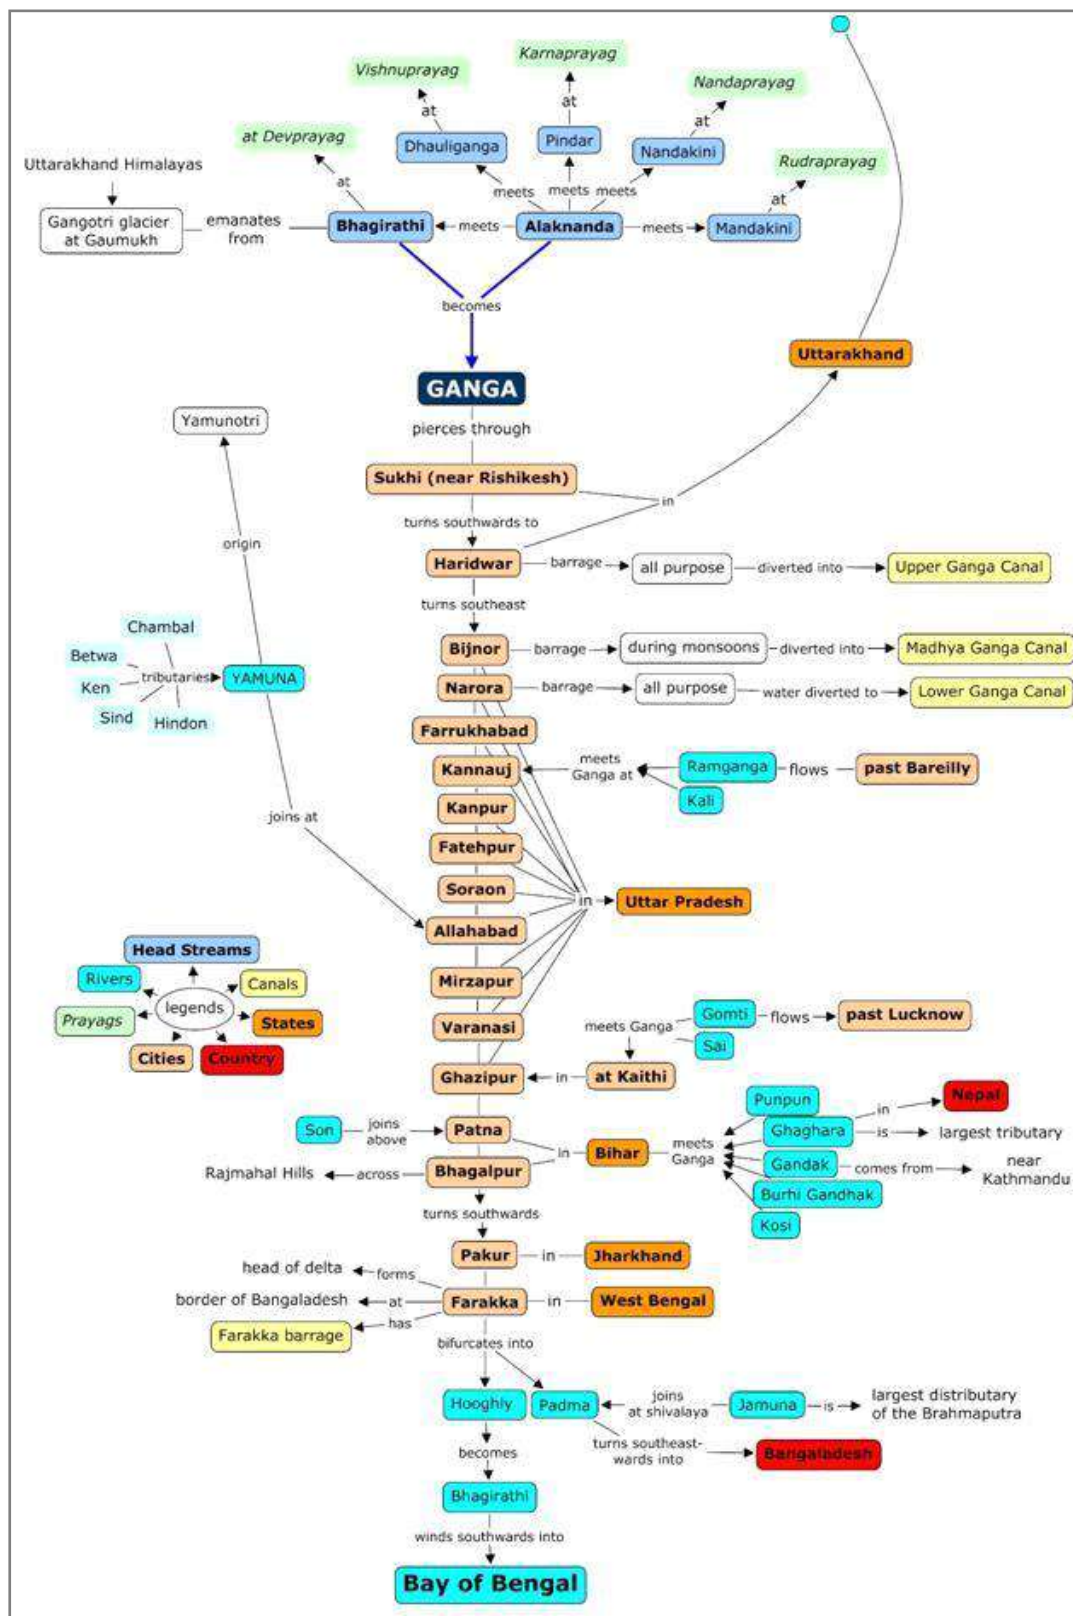 Karnaprayag
Vishnuprayag
Nandaprayag
at
at
at
at Devprayag
Dhauliganga
Pindar
Nandakini
Rudraprayag
Uttarakhand Himalayas
at
meets
meets
meets
at
Gangotri glacier
at Gaumukh
emanates
from
Bhagirathi
meets
Alaknanda
meets
Mandakini
becomes
Uttarakhand
GANGA
Yamunotri
pierces through
Sukhi (near Rishikesh)
in
turns southwards to
origin
Haridwar
barrage
all purpose
diverted into
Upper Ganga Canal
turns southeast
Chambal
Betwa
Bijnor
barrage
during monsoons
diverted into
Madhya Ganga Canal
tributaries
YAMUNA
Ken
Narora
barrage
all purpose
water diverted to
Lower Ganga Canal
Sind
Hindon
Farrukhabad
Kannauj
meets
Ganga at
Ramganga
flows
past Bareilly
Kali
Kanpur
joins at
Fatehpur
Soraon
in
Uttar Pradesh
Allahabad
Head Streams
Rivers
Canals
legends
Prayags
States
Cities
Country
Mirzapur
Varanasi
meets Ganga
Gomti
flows
past Lucknow
Sai
Ghazipur
in
at Kaithi
Punpun
in
Nepal
Son
joins
above
Patna
Ghaghara
is
largest tributary
in
Bihar
meets
Ganga
Rajmahal Hills
across
Bhagalpur
Gandak
comes from
near
Kathmandu
Burhi Gandhak
turns southwards
Kosi
Pakur
in
Jharkhand
head of delta
forms
border of Bangaladesh
at
Farakka
in
West Bengal
has
Farakka barrage
bifurcates into
Hooghly
Padma
joins
at shivalaya
Jamuna
is
largest distributary
of the Brahmaputra
becomes
turns southeast-
wards into
Bangaladesh
Bhagirathi
winds southwards into
Bay of Bengal